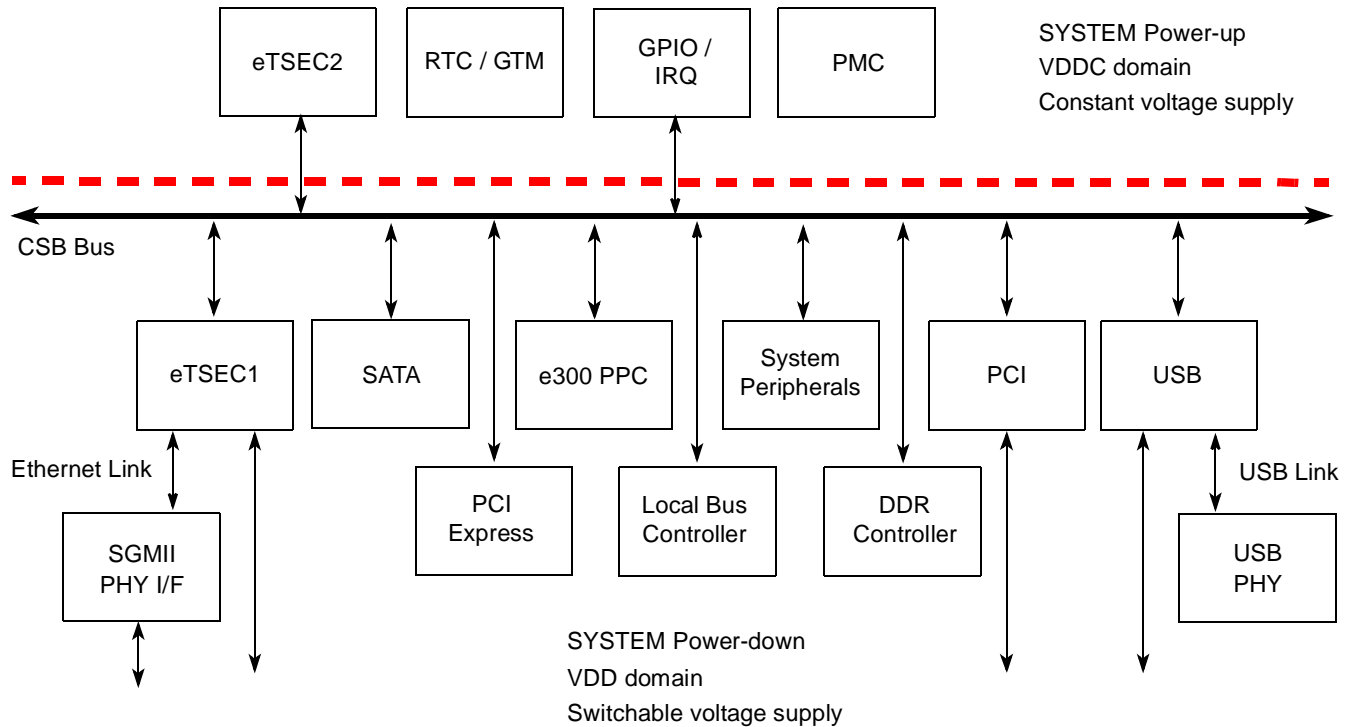 eTSEC2
RTC / GTM
GPIO /
IRQ
PMC
SYSTEM Power-up
VDDC domain
Constant voltage supply
CSB Bus
eTSEC1
SATA
e300 PPC
System
Peripherals
PCI
USB
Ethernet Link
PCI
Express
Local Bus
Controller
DDR
Controller
USB Link
SGMII
PHY I/F
USB
PHY
SYSTEM Power-down
VDD domain
Switchable voltage supply